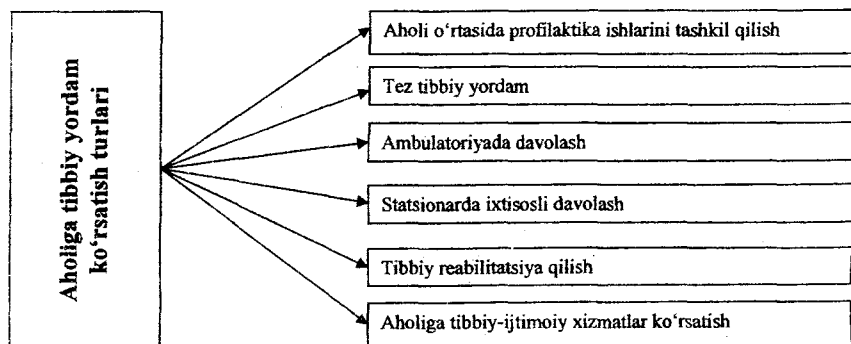 Aholiga tibbiy yordam
ko‘rsatish turlari
Aholi o‘rtasida profilaktika ishlarini tashkil qilish
Tez tibbiy yordam
Ambulatoriyada davolash
Statsionarda ixtisosli davolash
Tibbiy reabilitatsiya qilish
Aholiga tibbiy-ijtimoiy xizmatlar ko‘rsatish